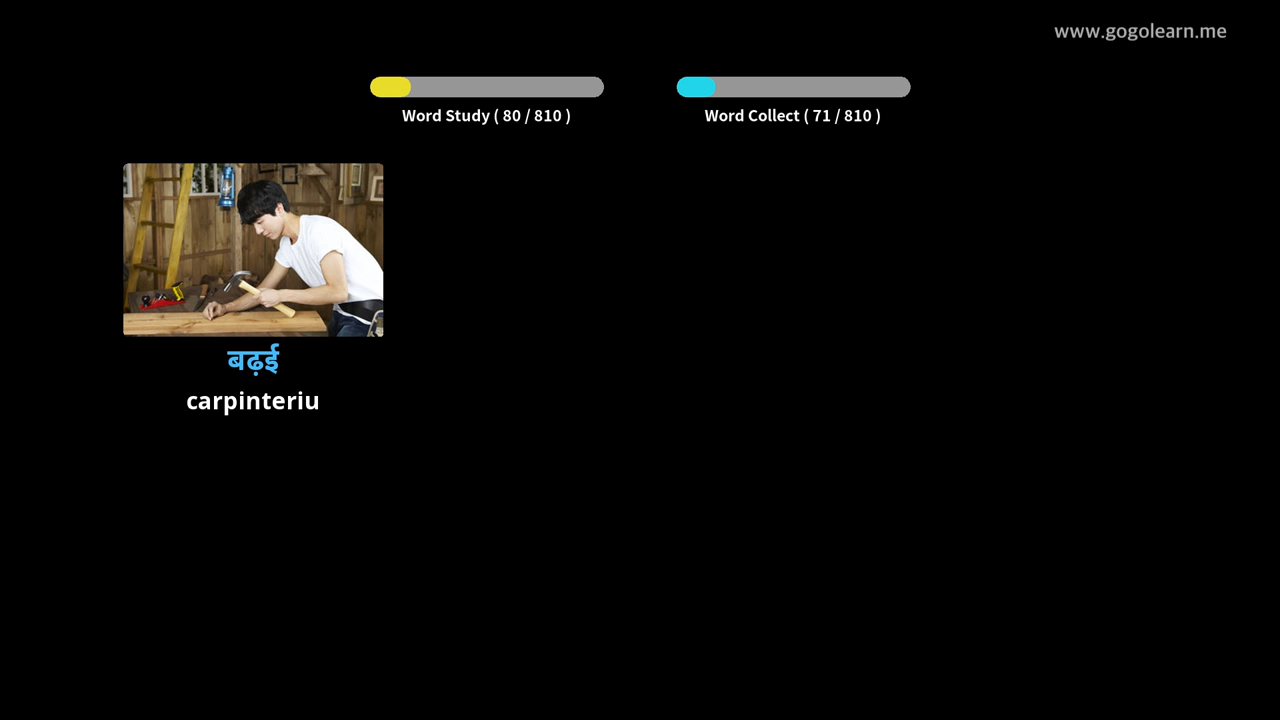 www.gogolearn.me
Word Study ( 80 / 810 )
Word Collect ( 71 / 810 )
बढ़ई
carpinteriu